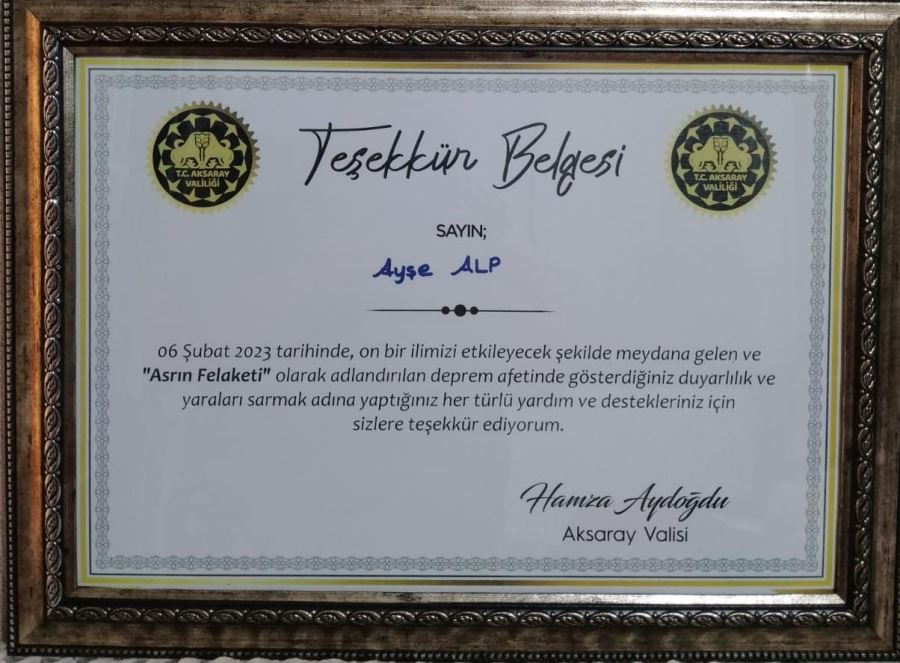 Teşekkür Belgesi
T.C. AKSARAY
VALİLİĞİ
T.C. AKSARAY
VALİLİĞİ
SAYIN;
Ayşe ALP
06 Şubat 2023 tarihinde, on bir ilimizi etkileyecek şekilde meydana gelen ve
"Asrın Felaketi" olarak adlandırılan deprem afetinde gösterdiğiniz duyarlılık ve
yaraları sarmak adına yaptığınız her türlü yardım ve destekleriniz için
sizlere teşekkür ediyorum.
Hamza Aydoğdu
Aksaray Valisi